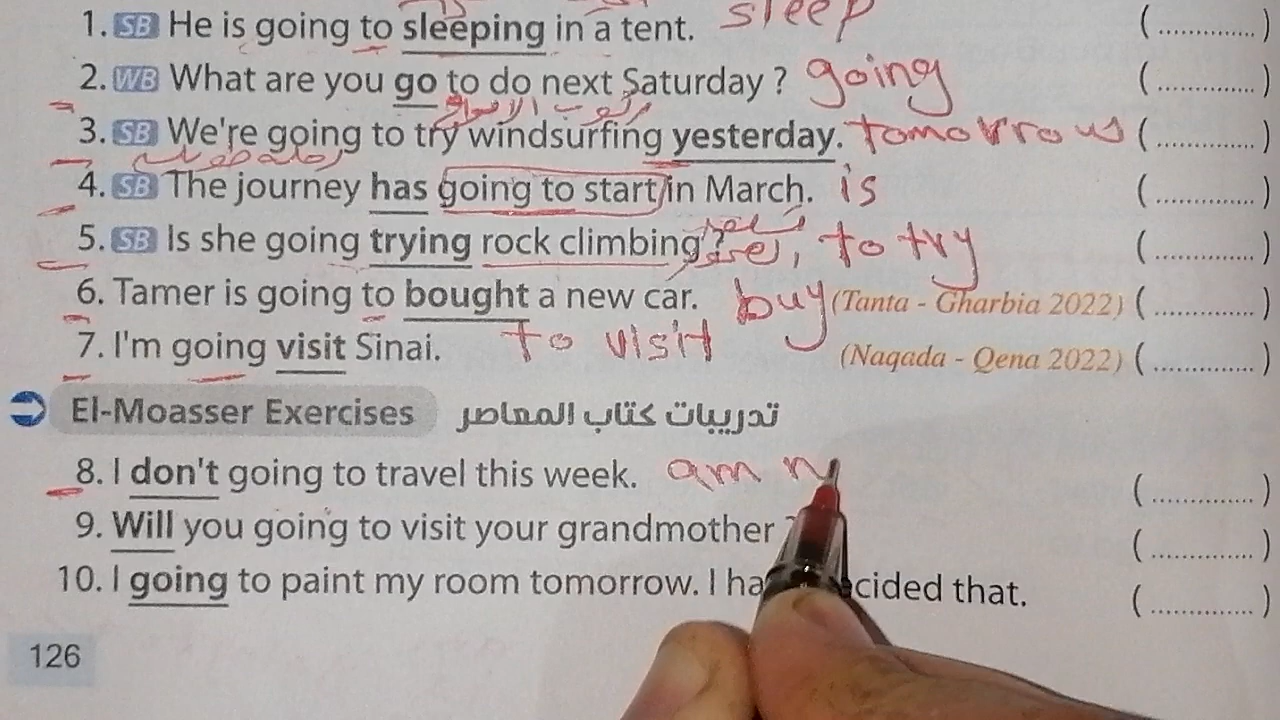 1. SB He is going to sleeping in a tent. sleep (..............)
2. WB What are you go to do next Saturday ? going (..............)
ركوب الامواج
3. SB We're going to try windsurfing yesterday. tomorrow (..............)
رحلة طويلة
4. SB The journey has going to start in March. is (..............)
5. SB Is she going trying rock climbing ? to try (..............)
6. Tamer is going to bought a new car. buy (Tanta - Gharbia 2022) (..............)
7. I'm going visit Sinai. to visit (Naqada - Qena 2022) (..............)
El-Moasser Exercises تدريبات كتاب المعاصر
8. I don't going to travel this week. am n (..............)
9. Will you going to visit your grandmother (..............)
10. I going to paint my room tomorrow. I ha cided that. (..............)
126